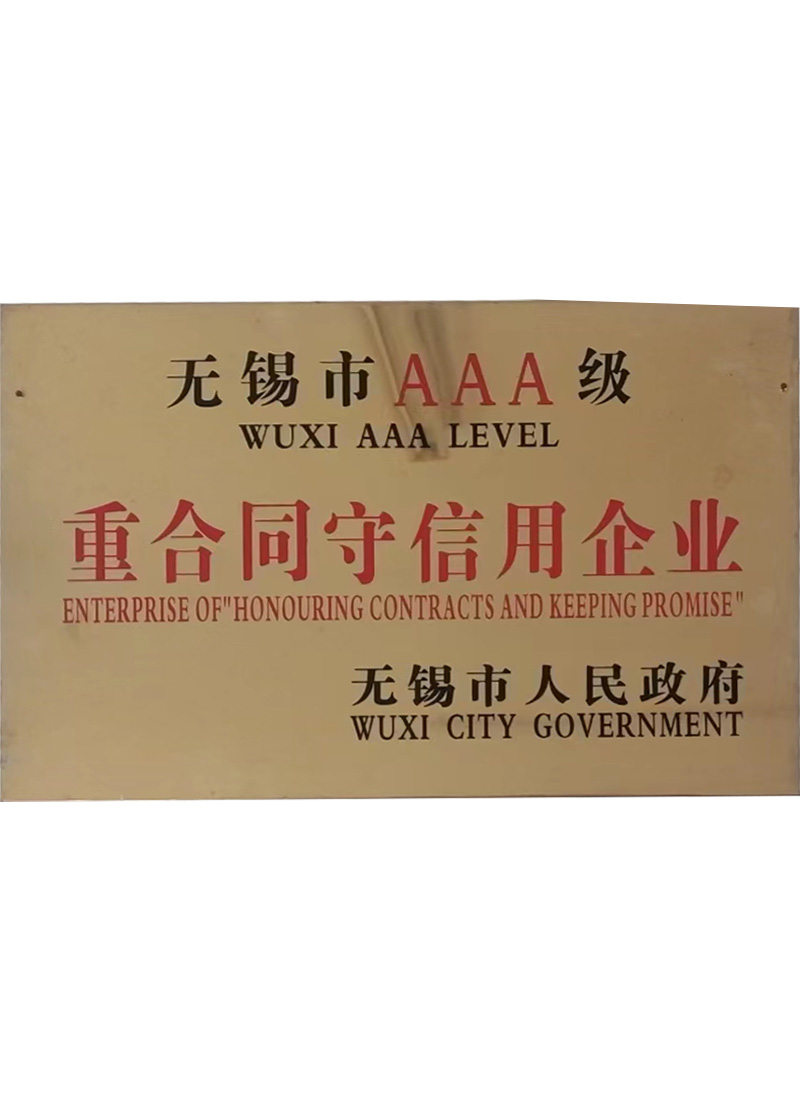 无锡市AAA级
WUXI AAA LEVEL
重合同守信用企业
ENTERPRISE OF"HONOURING CONTRACTS AND KEEPING PROMISE"
无锡市人民政府
WUXI CITY GOVERNMENT